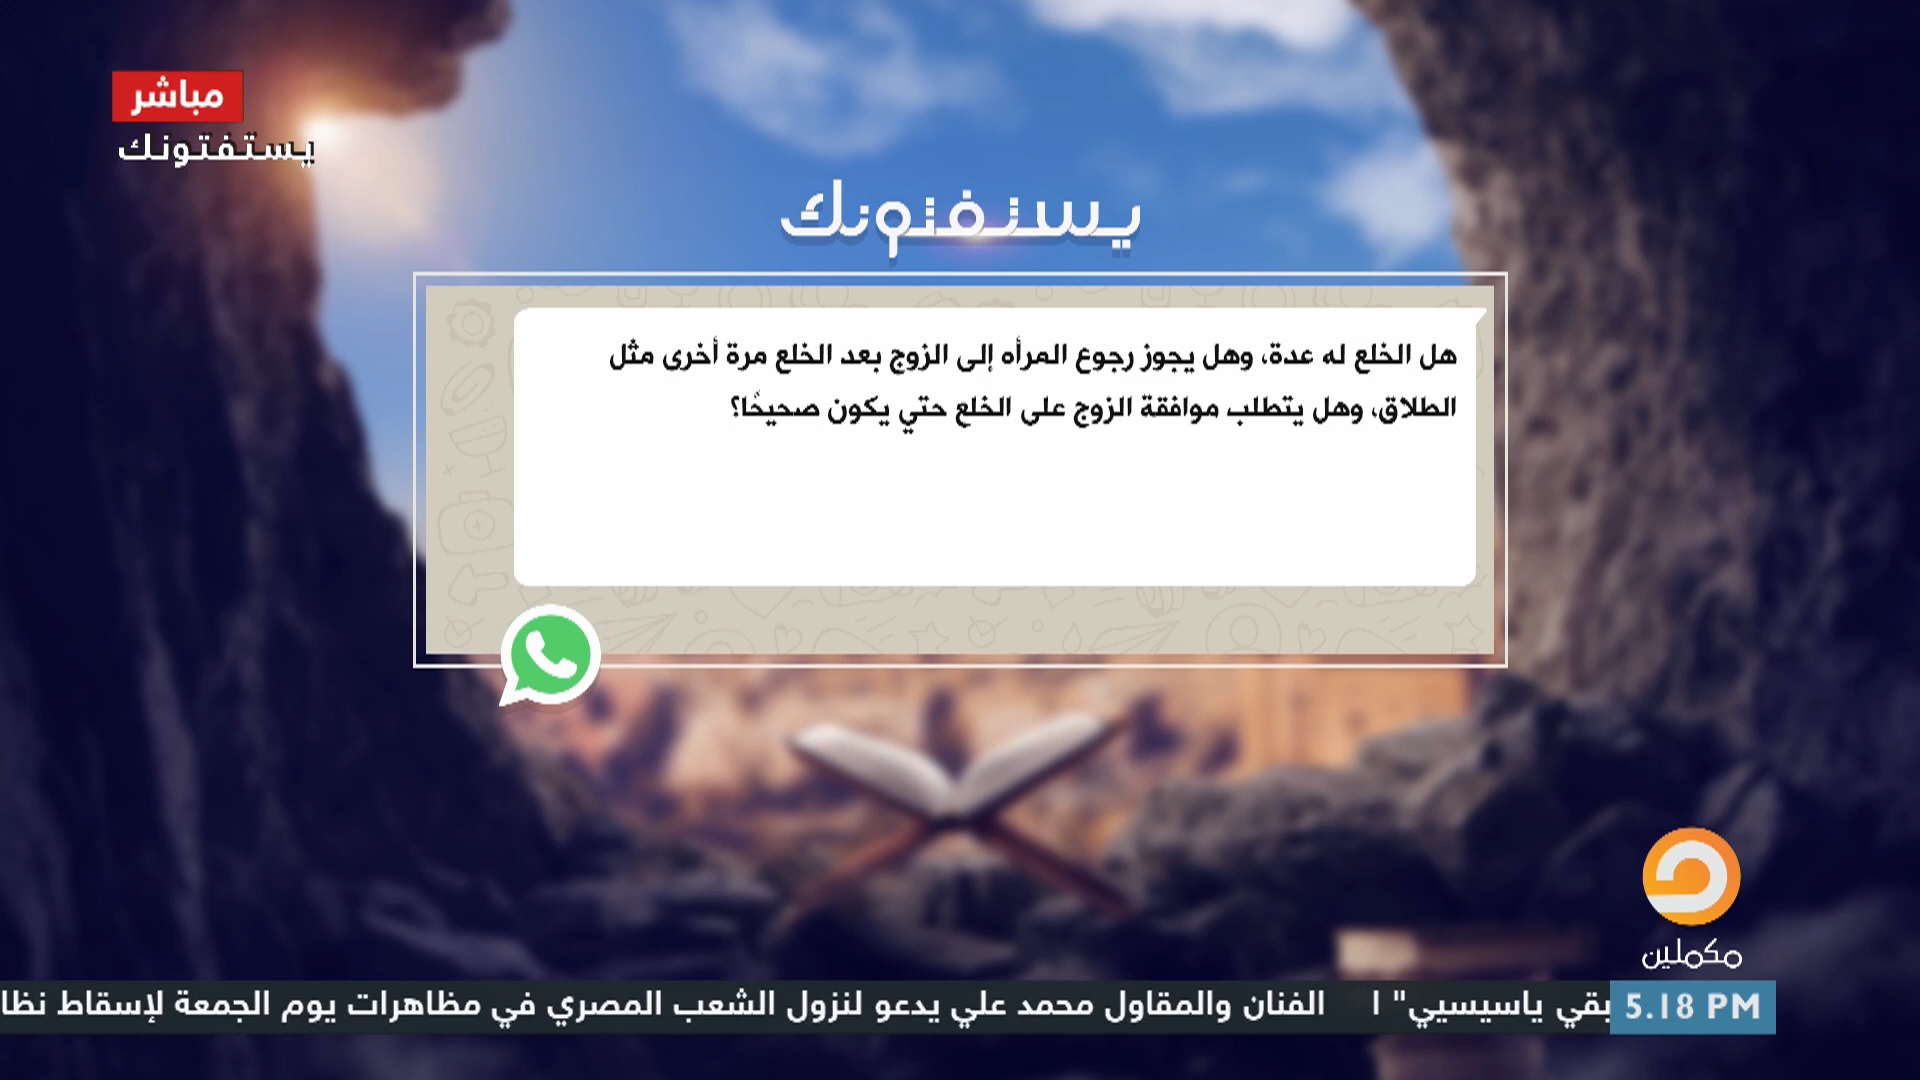 مباشر
يستفتونك
يستفتونك
هل الخلع له عدة، وهل يجوز رجوع المرأه إلى الزوج بعد الخلع مرة أخرى مثل
الطلاق، وهل يتطلب موافقة الزوج على الخلع حتي يكون صحيحًا؟
مكملين
بقي ياسيسيي" ا الفنان والمقاول محمد علي يدعو لنزول الشعب المصري في مظاهرات يوم الجمعة لإسقاط نظا
5.18 PM